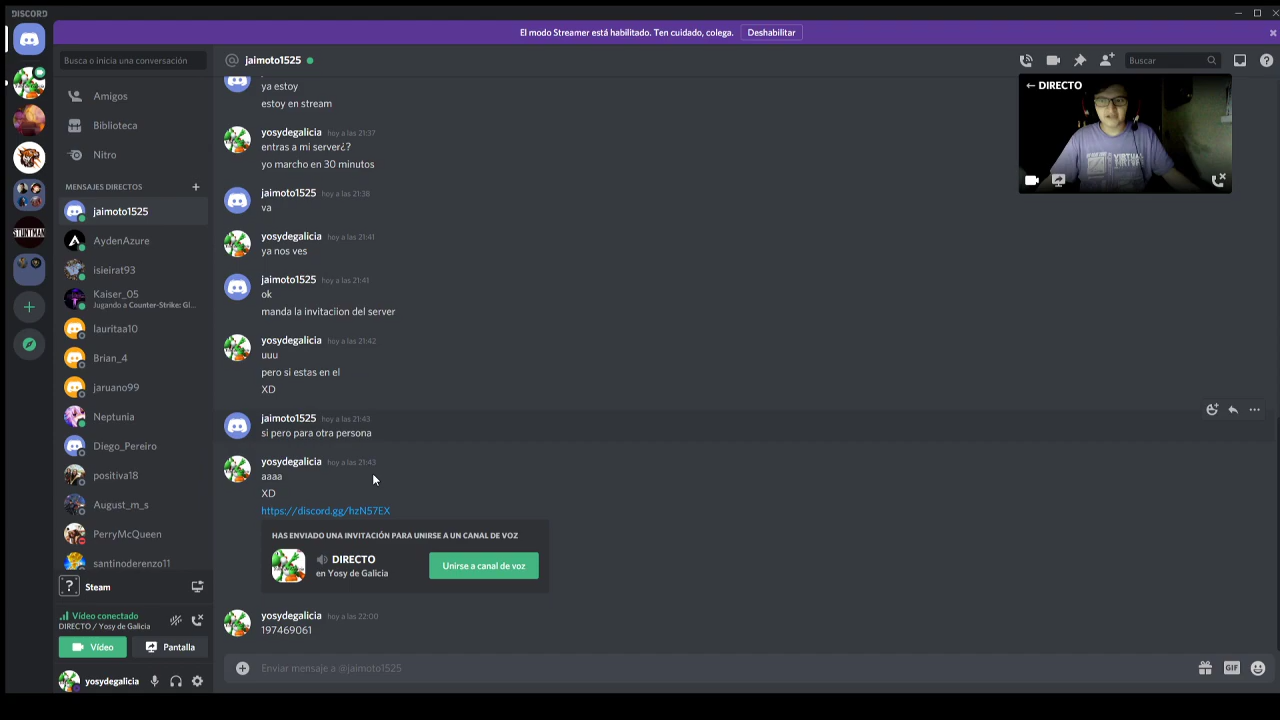 DISCORD
El modo Streamer está habilitado. Ten cuidado, colega. Deshabilitar
Busca o inicia una conversación
Amigos
Biblioteca
Nitro
MENSAJES DIRECTOS
jaimoto1525
AydenAzure
isieirat93
Kaiser_05
Jugando a Counter-Strike: Gl...
lauritaa10
Brian_4
jaruano99
Neptunia
Diego_Pereiro
positiva18
August_m_s
PerryMcQueen
santinoderenzo11
Steam
Vídeo conectado
DIRECTO / Yosy de Galicia
Vídeo
Pantalla
yosydegalicia
STUNTMAN
jaimoto1525
Buscar
← DIRECTO
ya estoy
estoy en stream
yosydegalicia hoy a las 21:37
entras a mi server¿?
yo marcho en 30 minutos
jaimoto1525 hoy a las 21:38
va
yosydegalicia hoy a las 21:41
ya nos ves
jaimoto1525 hoy a las 21:41
ok
manda la invitaciion del server
yosydegalicia hoy a las 21:42
uuu
pero si estas en el
XD
jaimoto1525 hoy a las 21:43
si pero para otra persona
yosydegalicia hoy a las 21:43
aaaa
XD
https://discord.gg/hzN57EX
HAS ENVIADO UNA INVITACIÓN PARA UNIRSE A UN CANAL DE VOZ
DIRECTO
en Yosy de Galicia
Unirse a canal de voz
yosydegalicia hoy a las 22:00
197469061
Enviar mensaje a @jaimoto1525
GIF